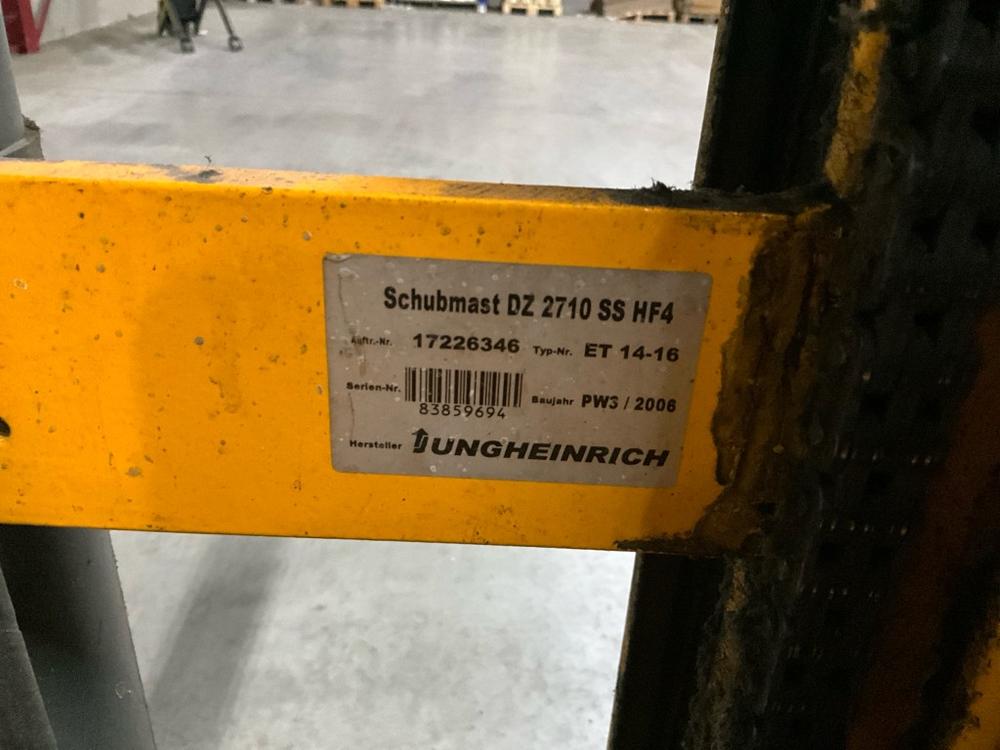 Schubmast DZ 2710 SS HF4
Auftr.-Nr. 17226346 Typ-Nr. ET 14-16
Serien-Nr. 83859694 Baujahr PW3 / 2006
Hersteller JUNGHEINRICH